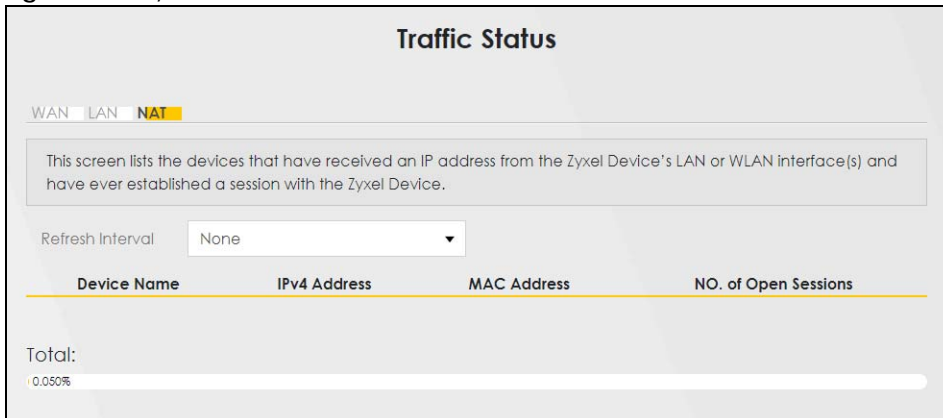 Traffic Status
WAN LAN NAT
This screen lists the devices that have received an IP address from the Zyxel Device's LAN or WLAN interface(s) and
have ever established a session with the Zyxel Device.
Refresh Interval None
Device Name IPv4 Address MAC Address NO. of Open Sessions
Total:
0.050%